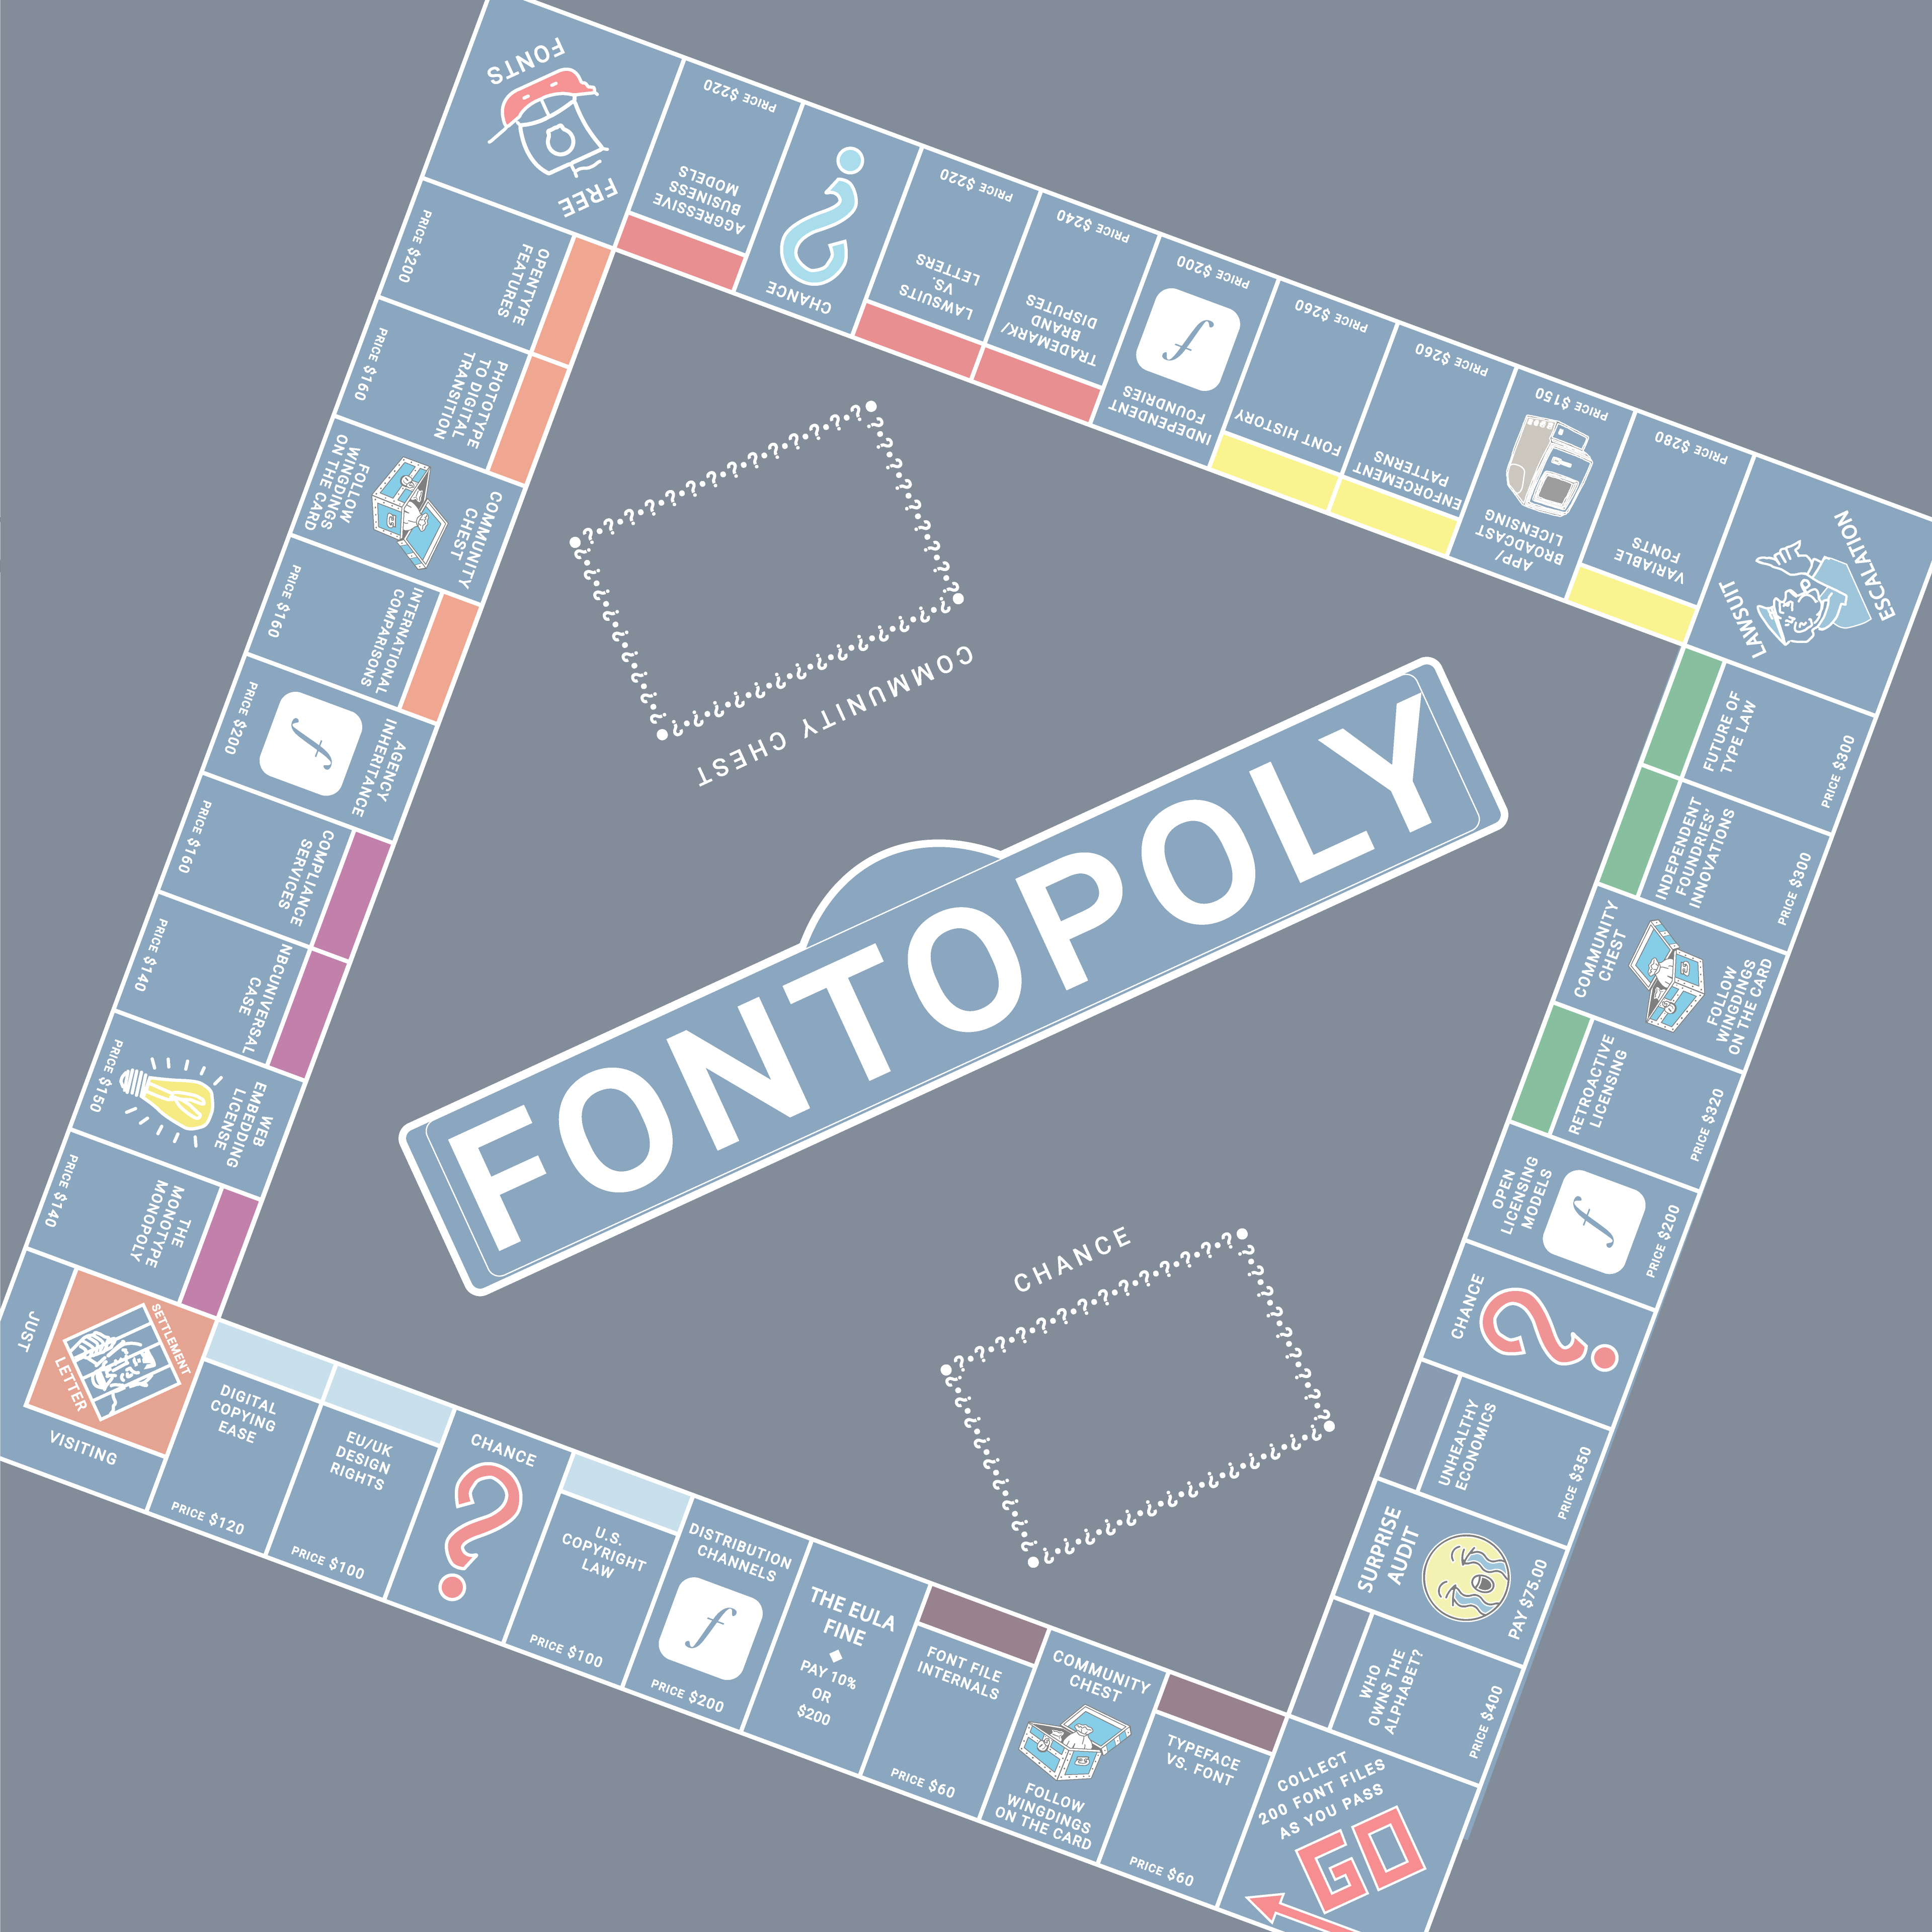 FONTOPOLY
COMMUNITY CHEST
CHANCE
COLLECT
200 FONT FILES
AS YOU PASS
GO
TYPEFACE
VS. FONT
PRICE $60
COMMUNITY
CHEST
FOLLOW
WINGDINGS
ON THE CARD
FONT FILE
INTERNALS
PRICE $60
THE EULA
FINE
PAY 10%
OR
$200
DISTRIBUTION
CHANNELS
f
PRICE $200
U.S.
COPYRIGHT
LAW
PRICE $100
CHANCE
?
EU/UK
DESIGN
RIGHTS
PRICE $100
DIGITAL
COPYING
EASE
PRICE $120
SETTLEMENT
LETTER
JUST
VISITING
THE
MONOTYPE
MONOPOLY
PRICE $140
WEB
EMBEDDING
LICENSE
PRICE $150
NBCUNIVERSAL
CASE
PRICE $140
COMPLIANCE
SERVICES
PRICE $160
AGENCY
INHERITANCE
f
PRICE $200
INTERNATIONAL
COMPARISONS
PRICE $160
COMMUNITY
CHEST
FOLLOW
WINGDINGS
ON THE CARD
PHOTOTYPE
TO DIGITAL
TRANSITION
PRICE $160
OPENTYPE
FEATURES
PRICE $200
FREE
FONTS
AGGRESSIVE
BUSINESS
MODELS
PRICE $220
CHANCE
?
LAWSUITS
VS.
LETTERS
PRICE $220
TRADEMARK/
BRAND
DISPUTES
PRICE $240
INDEPENDENT
FOUNDRIES
f
PRICE $200
FONT HISTORY
PRICE $260
ENFORCEMENT
PATTERNS
PRICE $260
APP/
BROADCAST
LICENSING
PRICE $150
VARIABLE
FONTS
PRICE $280
LAWSUIT
ESCALATION
FUTURE OF
TYPE LAW
PRICE $300
INDEPENDENT
FOUNDRIES'
INNOVATIONS
PRICE $300
COMMUNITY
CHEST
FOLLOW
WINGDINGS
ON THE CARD
RETROACTIVE
LICENSING
PRICE $320
OPEN
LICENSING
MODELS
f
PRICE $200
CHANCE
?
UNHEALTHY
ECONOMICS
PRICE $350
SURPRISE
AUDIT
PAY $75.00
WHO
OWNS THE
ALPHABET?
PRICE $400